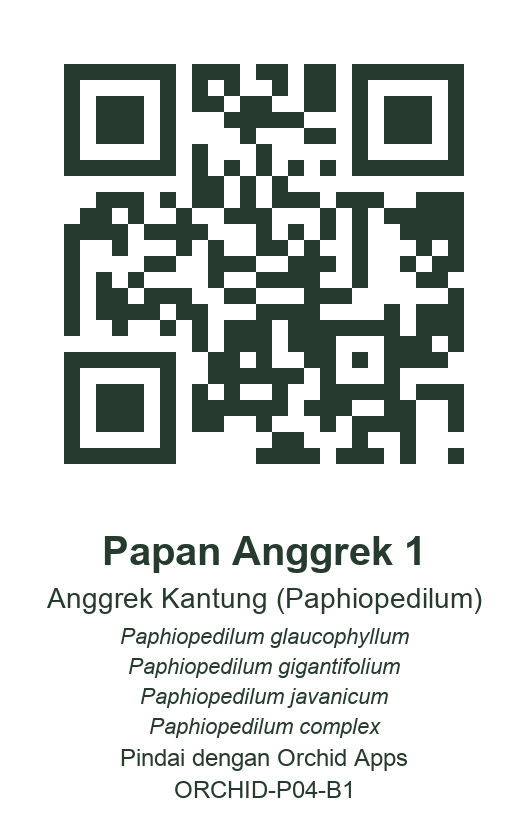 Papan Anggrek 1
Anggrek Kantung (Paphiopedilum)
Paphiopedilum glaucophyllum
Paphiopedilum gigantifolium
Paphiopedilum javanicum
Paphiopedilum complex
Pindai dengan Orchid Apps
ORCHID-P04-B1